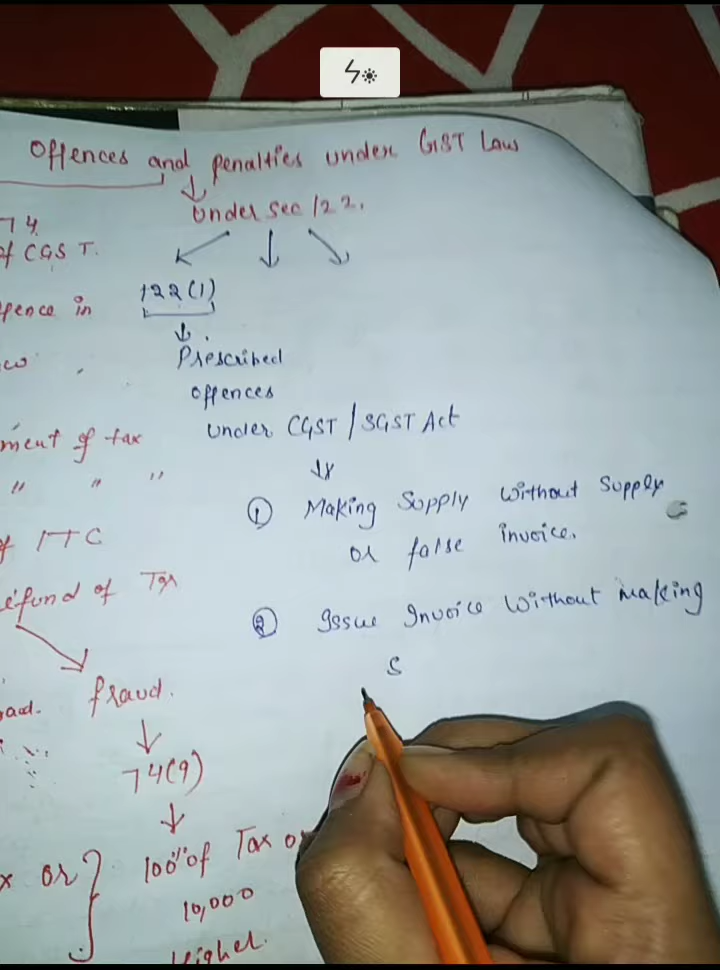 Offences and penalties under GST Law
Under Sec 122.
74
of CGST.
122(1)
ence in
Prescribed
offences
under CGST/SGST Act
ment of tax
" " "
① Making Supply without Supply
or false invoice.
of ITC
efund of Tax
② Issue Invoice without making
S
fraud.
74(9)
100% of Tax or
x or
10,000
Higher.